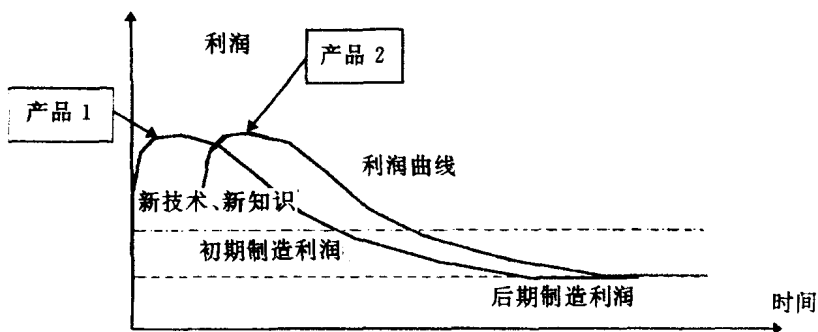 利润
产品 2
产品 1
利润曲线
新技术、新知识
初期制造利润
后期制造利润
时间